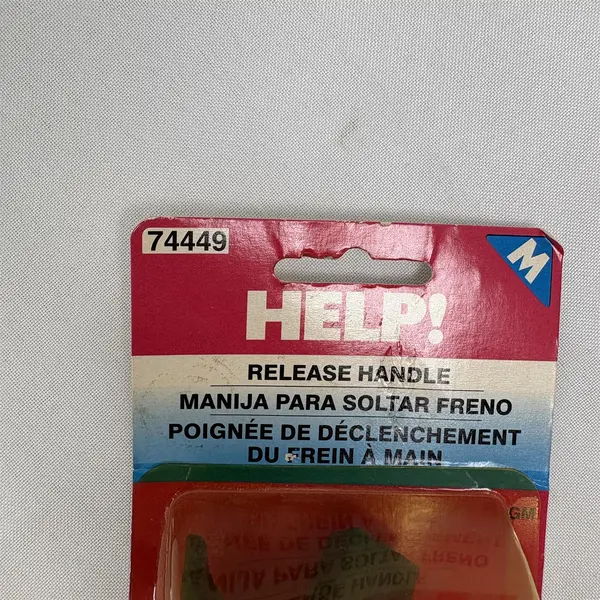 74449
M
HELP!
RELEASE HANDLE
MANIJA PARA SOLTAR FRENO
POIGNÉE DE DÉCLENCHEMENT
DU FREIN À MAIN
GM